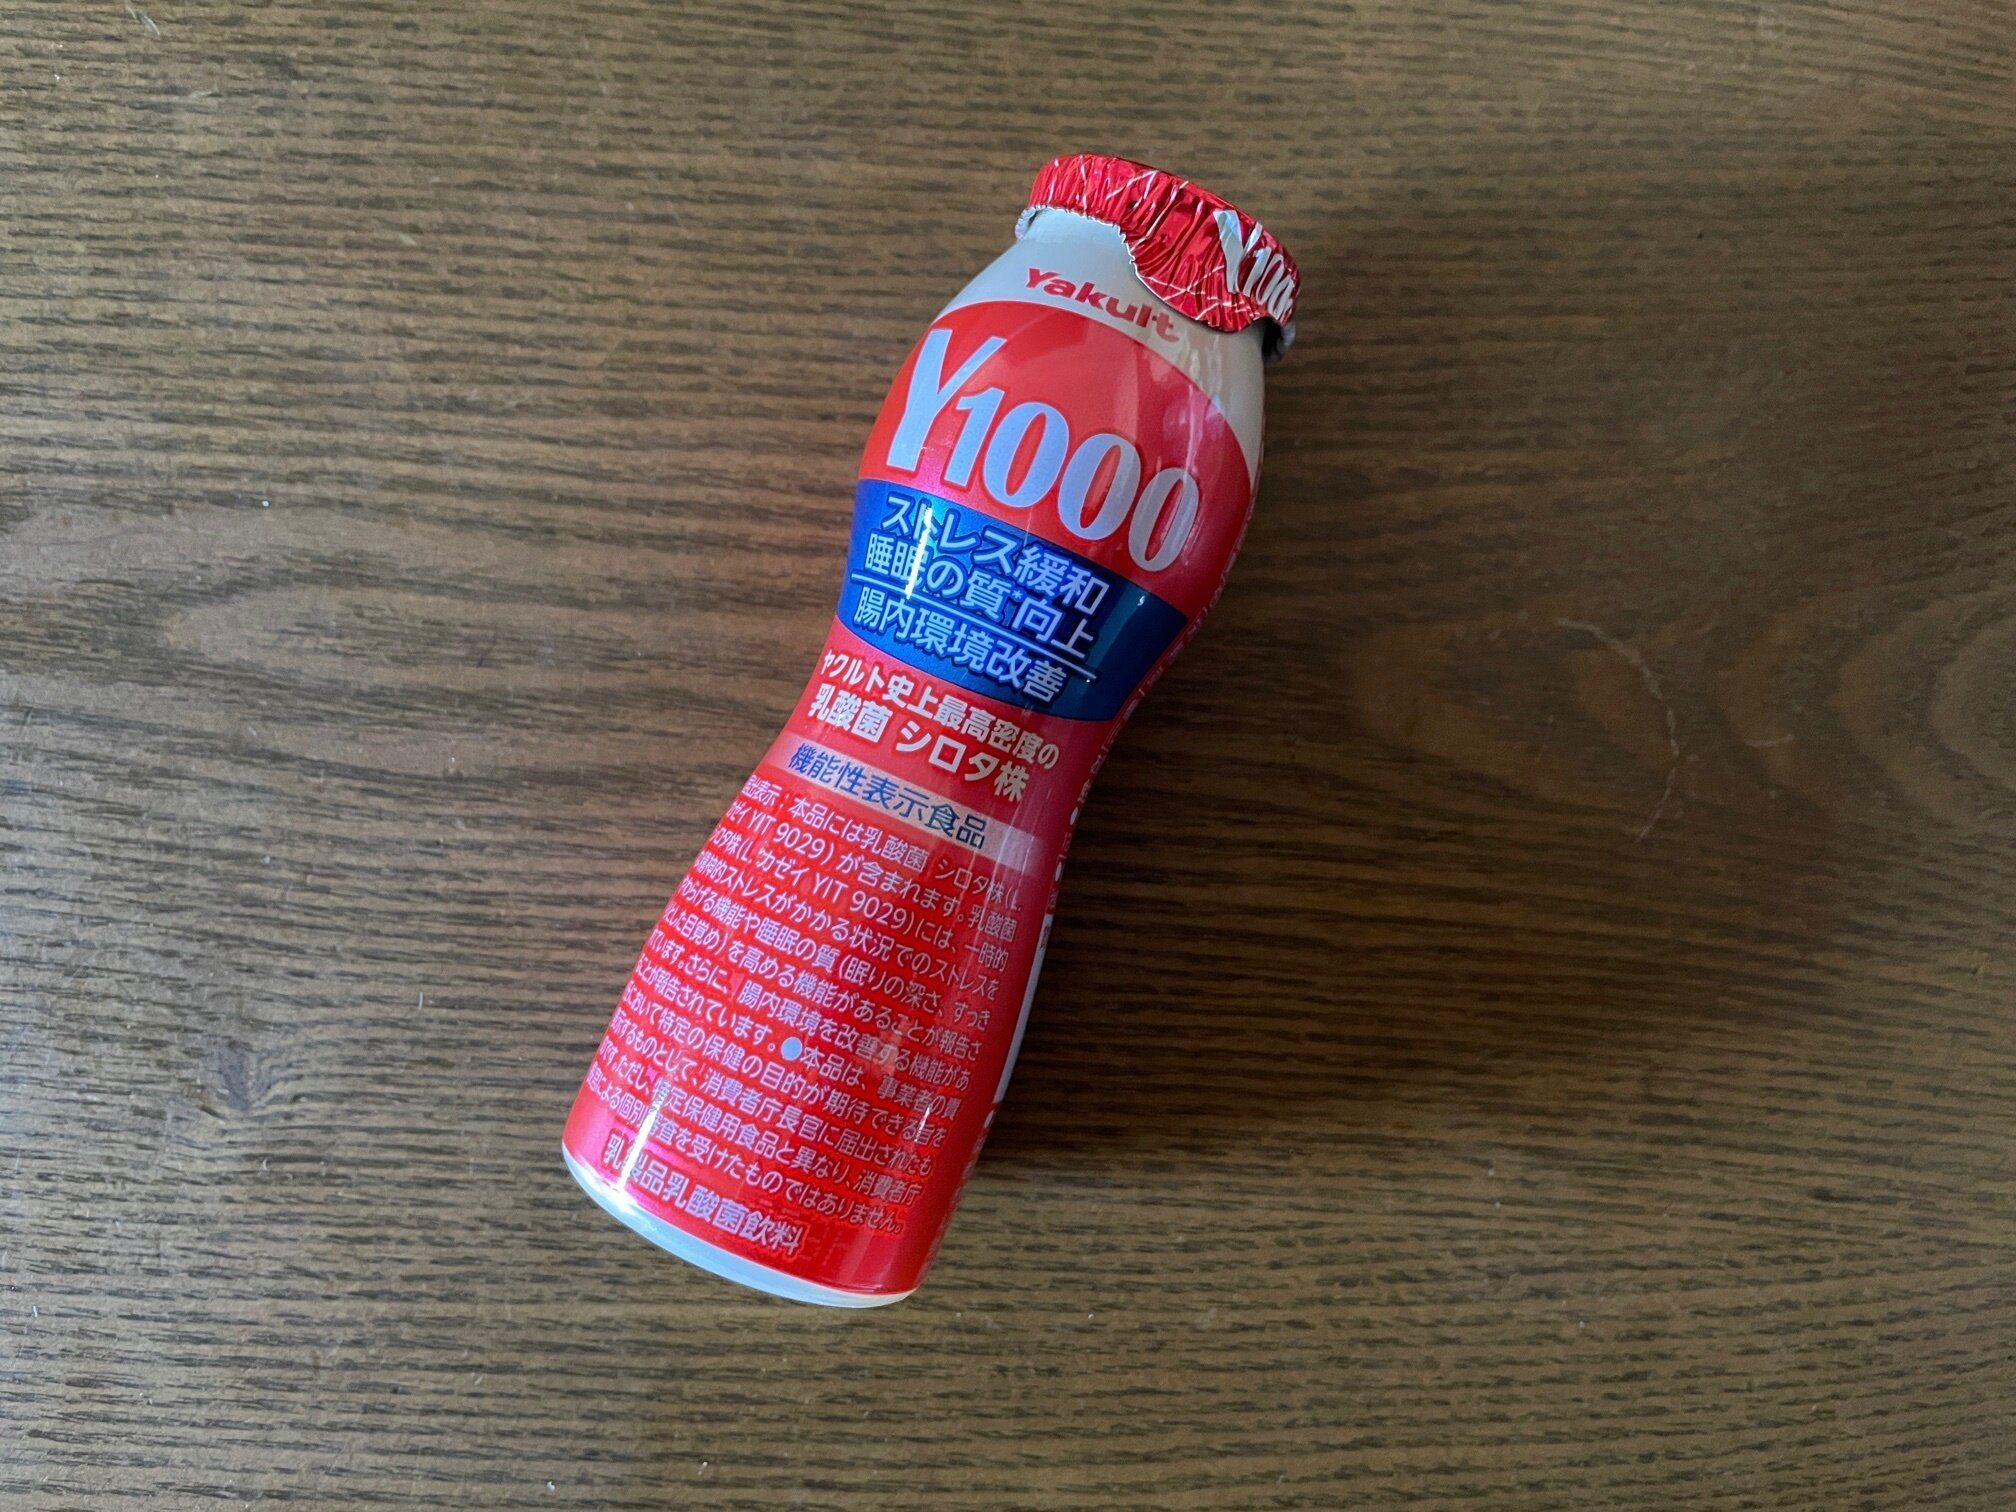 Yakult
Y1000
ストレス緩和
睡眠の質*向上
腸内環境改善
ヤクルト史上最高密度の
乳酸菌 シロタ株
機能性表示食品
届出表示:本品には乳酸菌 シロタ株(L.
カゼイ YIT 9029)が含まれます。乳酸菌
シロタ株(L.カゼイ YIT 9029)には、一時的
な精神的ストレスがかかる状況でのストレスを
やわらげる機能や睡眠の質(眠りの深さ、すっき
りとした目覚め)を高める機能があることが報告さ
れています。さらに、腸内環境を改善する機能があ
ることが報告されています。●本品は、事業者の責
任において特定の保健の目的が期待できる旨を
表示するものとして、消費者庁長官に届出されたも
のです。ただし、特定保健用食品と異なり、消費者庁
長官による個別審査を受けたものではありません。
乳製品乳酸菌飲料